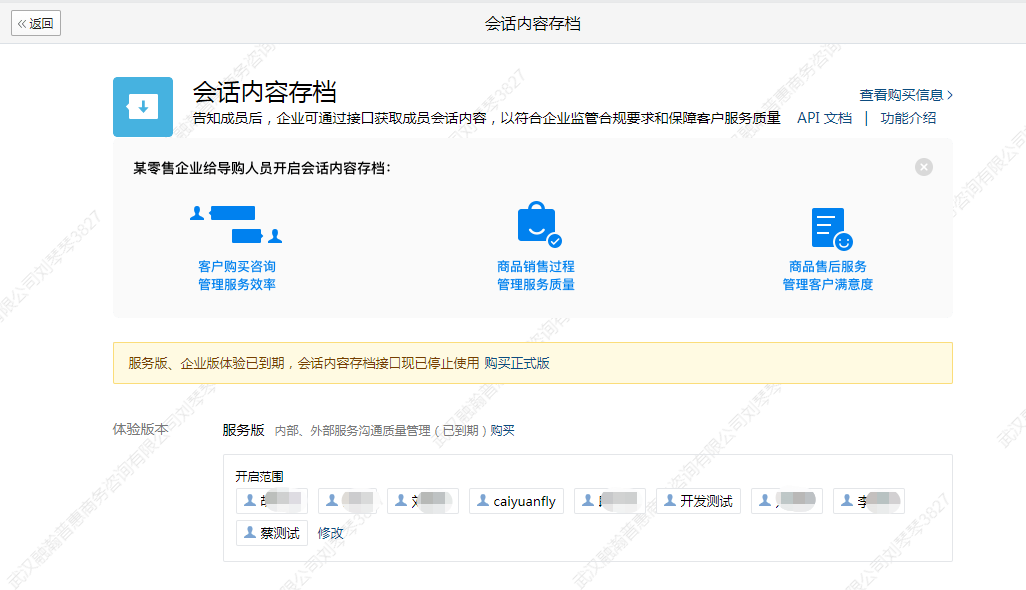 返回
会话内容存档
会话内容存档
查看购买信息
告知成员后，企业可通过接口获取成员会话内容，以符合企业监管合规要求和保障客户服务质量 API 文档 | 功能介绍
某零售企业给导购人员开启会话内容存档：
客户购买咨询
管理服务效率
商品销售过程
管理服务质量
商品售后服务
管理客户满意度
服务版、企业版体验已到期，会话内容存档接口现已停止使用 购买正式版
体验版本
服务版 内部、外部服务沟通质量管理（已到期）购买
开启范围
caiyuanfly 开发测试 李
蔡测试 修改
武汉融瀚普惠商务咨询有限公司刘琴琴3827